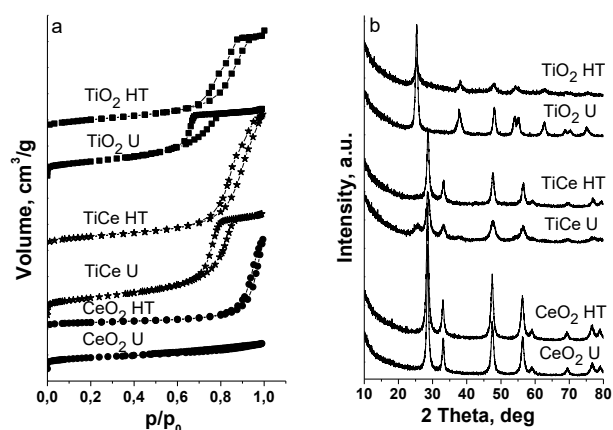 a
Volume, cm³/g
TiO₂ HT
TiO₂ U
TiCe HT
TiCe U
CeO₂ HT
CeO₂ U
0,0 0,2 0,4 0,6 0,8 1,0
p/p₀
b
Intensity, a.u.
TiO₂ HT
TiO₂ U
TiCe HT
TiCe U
CeO₂ HT
CeO₂ U
10 20 30 40 50 60 70 80
2 Theta, deg